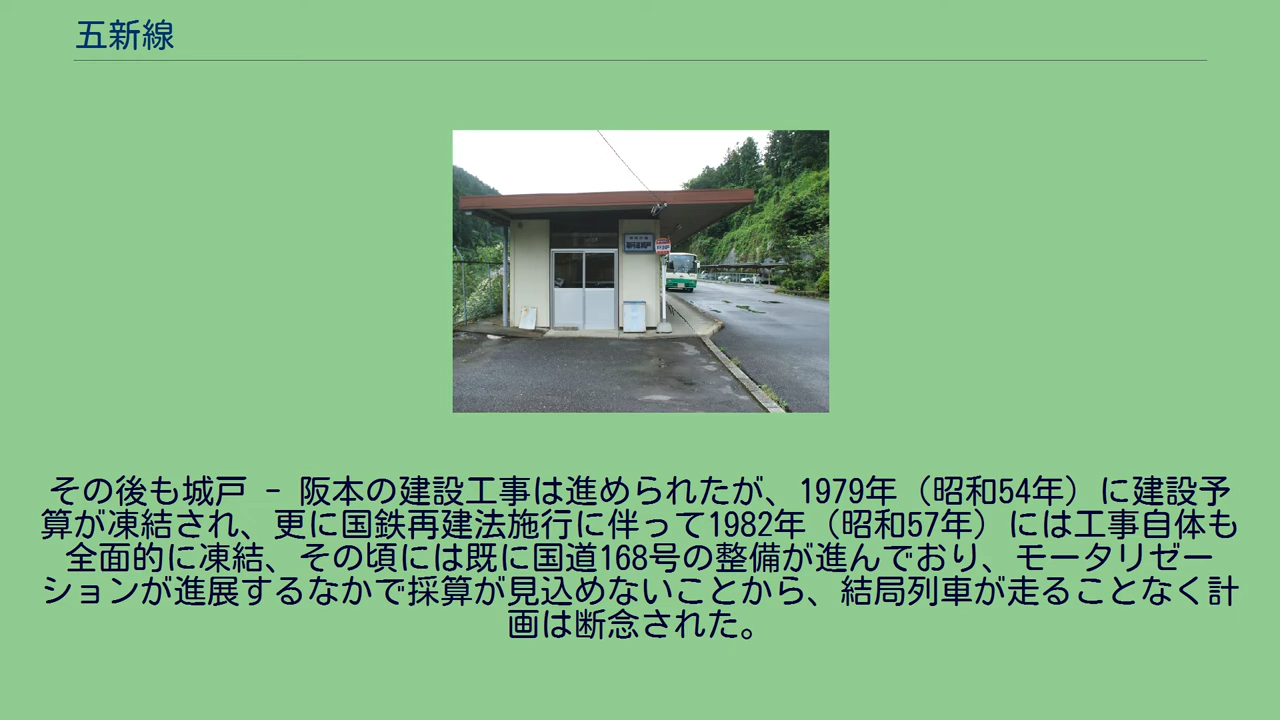 五新線
専用道城戸
その後も城戸 - 阪本の建設工事は進められたが、1979年（昭和54年）に建設予
算が凍結され、更に国鉄再建法施行に伴って1982年（昭和57年）には工事自体も
全面的に凍結、その頃には既に国道168号の整備が進んでおり、モータリゼー
ションが進展するなかで採算が見込めないことから、結局列車が走ることなく計
画は断念された。